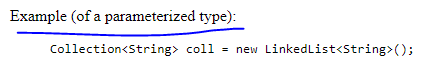 Example (of a parameterized type):
Collection<String> coll = new LinkedList<String>();